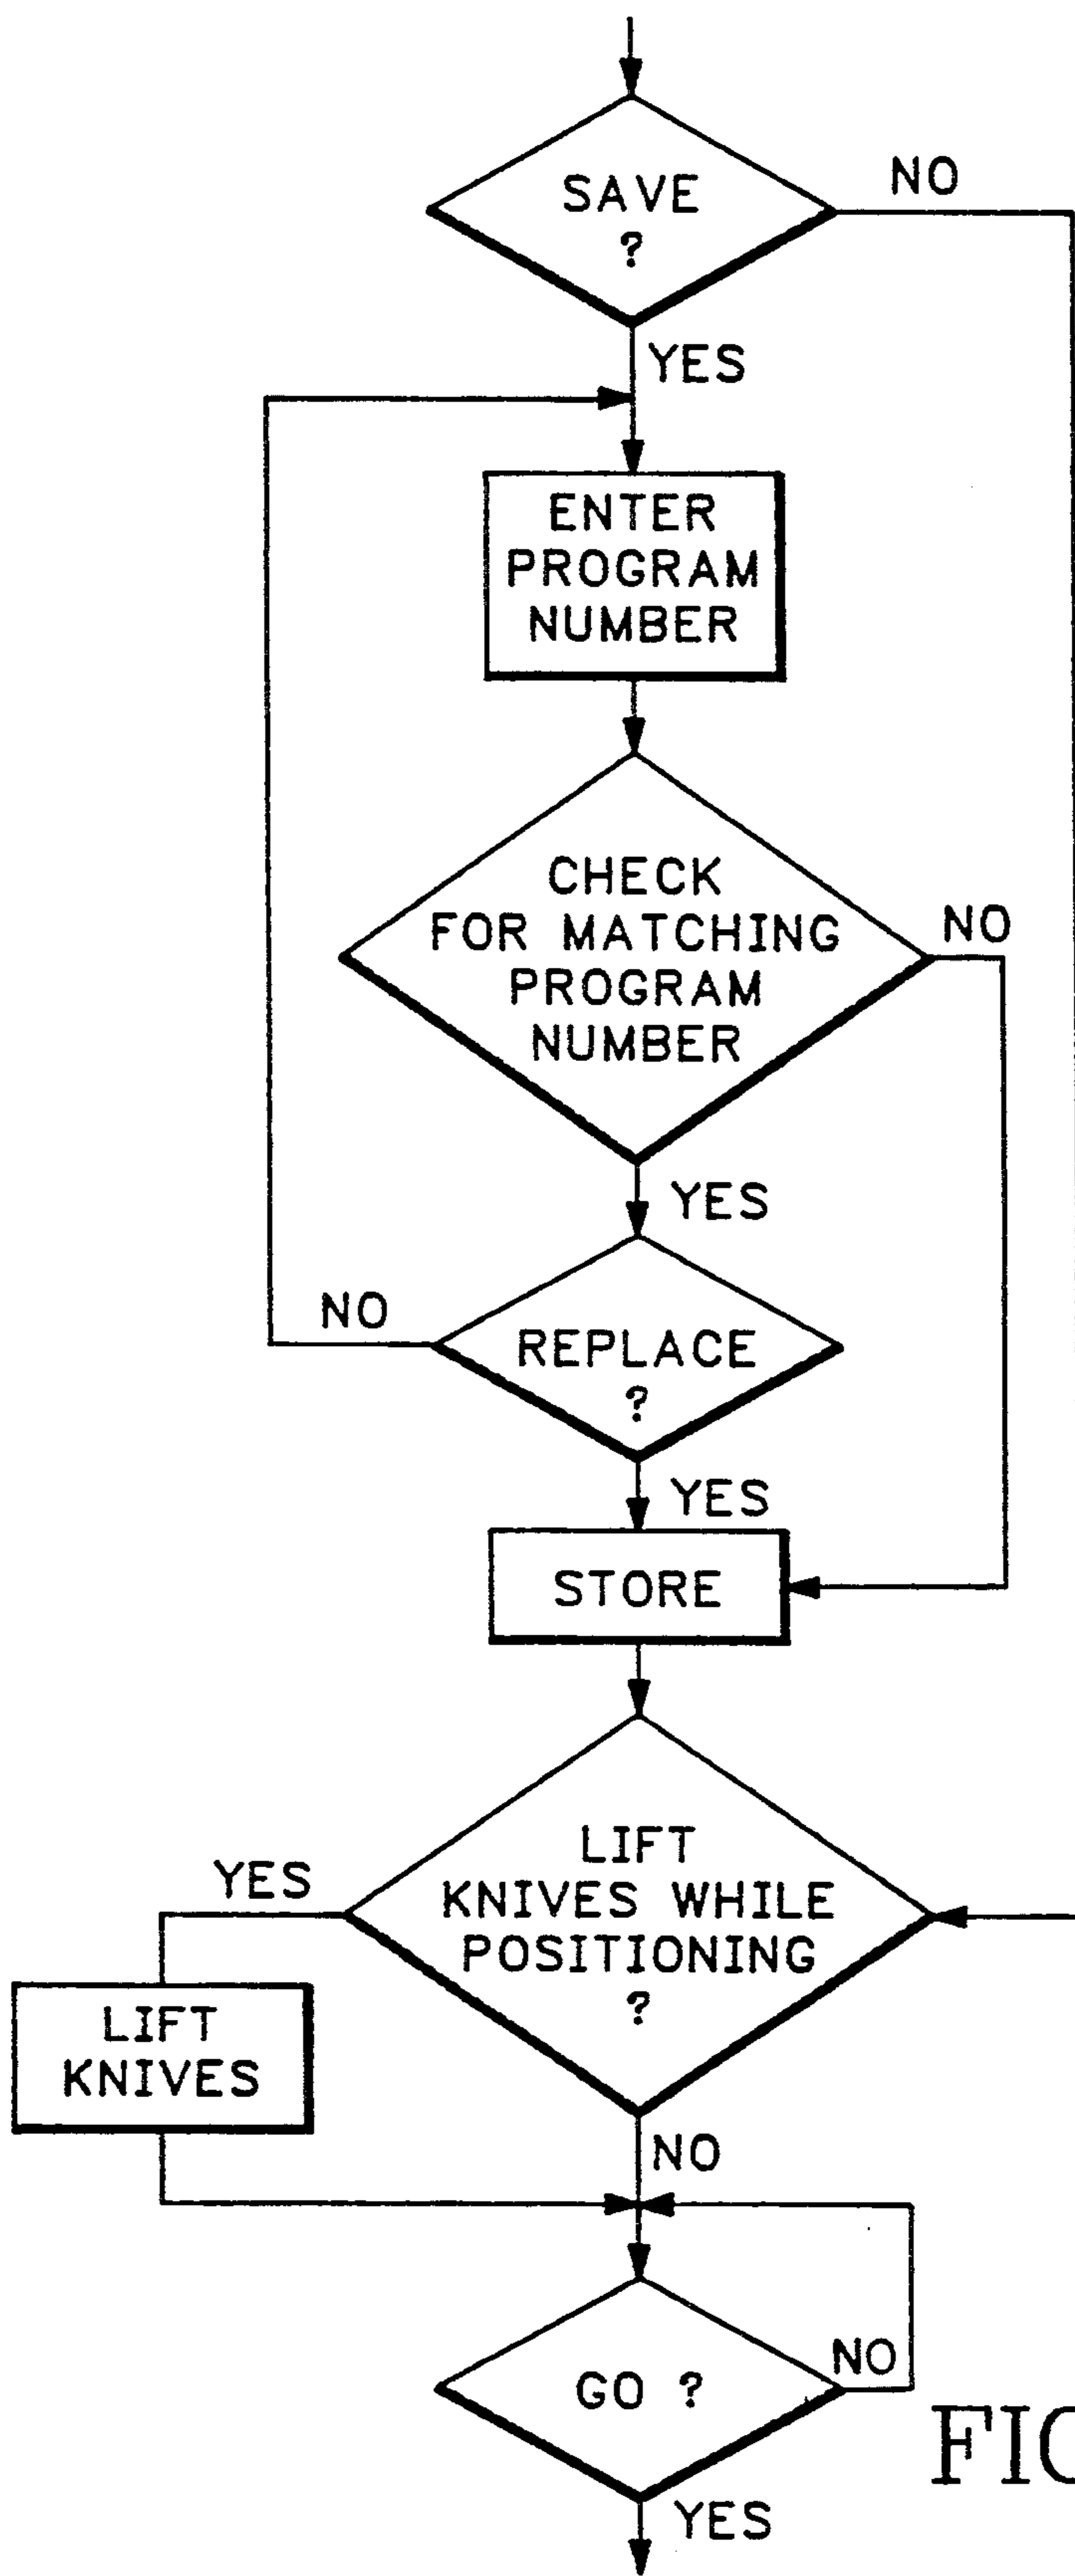 SAVE
?
NO
YES
ENTER
PROGRAM
NUMBER
CHECK
FOR MATCHING
PROGRAM
NUMBER
NO
YES
REPLACE
?
NO
YES
STORE
LIFT
KNIVES WHILE
POSITIONING
?
YES
LIFT
KNIVES
NO
GO ?
NO
YES